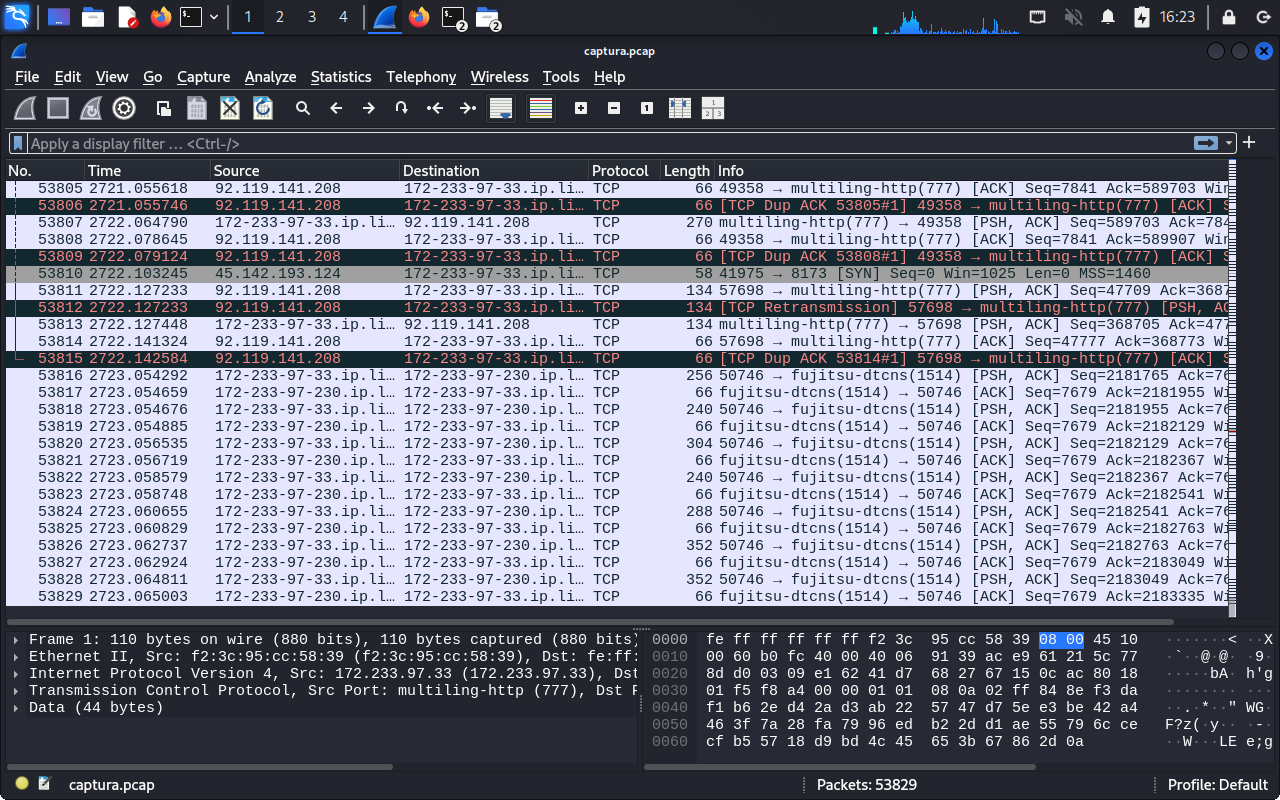 1 2 3 4 2 2 16:23
captura.pcap
File Edit View Go Capture Analyze Statistics Telephony Wireless Tools Help
Apply a display filter … <Ctrl-/>
No. Time Source Destination Protocol Length Info
53805 2721.055618 92.119.141.208 172-233-97-33.ip.li… TCP 66 49358 → multiling-http(777) [ACK] Seq=7841 Ack=589703 Win
53806 2721.055746 92.119.141.208 172-233-97-33.ip.li… TCP 66 [TCP Dup ACK 53805#1] 49358 → multiling-http(777) [ACK] S
53807 2722.064790 172-233-97-33.ip.li… 92.119.141.208 TCP 270 multiling-http(777) → 49358 [PSH, ACK] Seq=589703 Ack=784
53808 2722.078645 92.119.141.208 172-233-97-33.ip.li… TCP 66 49358 → multiling-http(777) [ACK] Seq=7841 Ack=589907 Win
53809 2722.079124 92.119.141.208 172-233-97-33.ip.li… TCP 66 [TCP Dup ACK 53808#1] 49358 → multiling-http(777) [ACK] S
53810 2722.103245 45.142.193.124 172-233-97-33.ip.li… TCP 58 41975 → 8173 [SYN] Seq=0 Win=1025 Len=0 MSS=1460
53811 2722.127233 92.119.141.208 172-233-97-33.ip.li… TCP 134 57698 → multiling-http(777) [PSH, ACK] Seq=47709 Ack=3687
53812 2722.127233 92.119.141.208 172-233-97-33.ip.li… TCP 134 [TCP Retransmission] 57698 → multiling-http(777) [PSH, AC
53813 2722.127448 172-233-97-33.ip.li… 92.119.141.208 TCP 134 multiling-http(777) → 57698 [PSH, ACK] Seq=368705 Ack=477
53814 2722.141324 92.119.141.208 172-233-97-33.ip.li… TCP 66 57698 → multiling-http(777) [ACK] Seq=47777 Ack=368773 Wi
53815 2722.142584 92.119.141.208 172-233-97-33.ip.li… TCP 66 [TCP Dup ACK 53814#1] 57698 → multiling-http(777) [ACK] S
53816 2723.054292 172-233-97-33.ip.li… 172-233-97-230.ip.l… TCP 256 50746 → fujitsu-dtcns(1514) [PSH, ACK] Seq=2181765 Ack=76
53817 2723.054659 172-233-97-230.ip.l… 172-233-97-33.ip.li… TCP 66 fujitsu-dtcns(1514) → 50746 [ACK] Seq=7679 Ack=2181955 Wi
53818 2723.054676 172-233-97-33.ip.li… 172-233-97-230.ip.l… TCP 240 50746 → fujitsu-dtcns(1514) [PSH, ACK] Seq=2181955 Ack=76
53819 2723.054885 172-233-97-230.ip.l… 172-233-97-33.ip.li… TCP 66 fujitsu-dtcns(1514) → 50746 [ACK] Seq=7679 Ack=2182129 Wi
53820 2723.056535 172-233-97-33.ip.li… 172-233-97-230.ip.l… TCP 304 50746 → fujitsu-dtcns(1514) [PSH, ACK] Seq=2182129 Ack=76
53821 2723.056719 172-233-97-230.ip.l… 172-233-97-33.ip.li… TCP 66 fujitsu-dtcns(1514) → 50746 [ACK] Seq=7679 Ack=2182367 Wi
53822 2723.058579 172-233-97-33.ip.li… 172-233-97-230.ip.l… TCP 240 50746 → fujitsu-dtcns(1514) [PSH, ACK] Seq=2182367 Ack=76
53823 2723.058748 172-233-97-230.ip.l… 172-233-97-33.ip.li… TCP 66 fujitsu-dtcns(1514) → 50746 [ACK] Seq=7679 Ack=2182541 Wi
53824 2723.060655 172-233-97-33.ip.li… 172-233-97-230.ip.l… TCP 288 50746 → fujitsu-dtcns(1514) [PSH, ACK] Seq=2182541 Ack=76
53825 2723.060829 172-233-97-230.ip.l… 172-233-97-33.ip.li… TCP 66 fujitsu-dtcns(1514) → 50746 [ACK] Seq=7679 Ack=2182763 Wi
53826 2723.062737 172-233-97-33.ip.li… 172-233-97-230.ip.l… TCP 352 50746 → fujitsu-dtcns(1514) [PSH, ACK] Seq=2182763 Ack=76
53827 2723.062924 172-233-97-230.ip.l… 172-233-97-33.ip.li… TCP 66 fujitsu-dtcns(1514) → 50746 [ACK] Seq=7679 Ack=2183049 Wi
53828 2723.064811 172-233-97-33.ip.li… 172-233-97-230.ip.l… TCP 352 50746 → fujitsu-dtcns(1514) [PSH, ACK] Seq=2183049 Ack=76
53829 2723.065003 172-233-97-230.ip.l… 172-233-97-33.ip.li… TCP 66 fujitsu-dtcns(1514) → 50746 [ACK] Seq=7679 Ack=2183335 Wi
Frame 1: 110 bytes on wire (880 bits), 110 bytes captured (880 bits)
Ethernet II, Src: f2:3c:95:cc:58:39 (f2:3c:95:cc:58:39), Dst: fe:ff:
Internet Protocol Version 4, Src: 172.233.97.33 (172.233.97.33), Dst
Transmission Control Protocol, Src Port: multiling-http (777), Dst P
Data (44 bytes)
0000 fe ff ff ff ff ff f2 3c 95 cc 58 39 08 00 45 10 ·······< ··X
0010 00 60 b0 fc 40 00 40 06 91 39 ac e9 61 21 5c 77 ·`··@·@· ·9·
0020 8d d0 03 09 e1 62 41 d7 68 27 67 15 0c ac 80 18 ·····bA· h'g
0030 01 f5 f8 a4 00 00 01 01 08 0a 02 ff 84 8e f3 da ········ ···
0040 f1 b6 2e d4 2a d3 ab 22 57 47 d7 5e e3 be 42 a4 ··.·*··" WG·
0050 46 3f 7a 28 fa 79 96 ed b2 2d d1 ae 55 79 6c ce F?z(·y·· ·-·
0060 cf b5 57 18 d9 bd 4c 45 65 3b 67 86 2d 0a ··W···LE e;g
captura.pcap Packets: 53829 Profile: Default